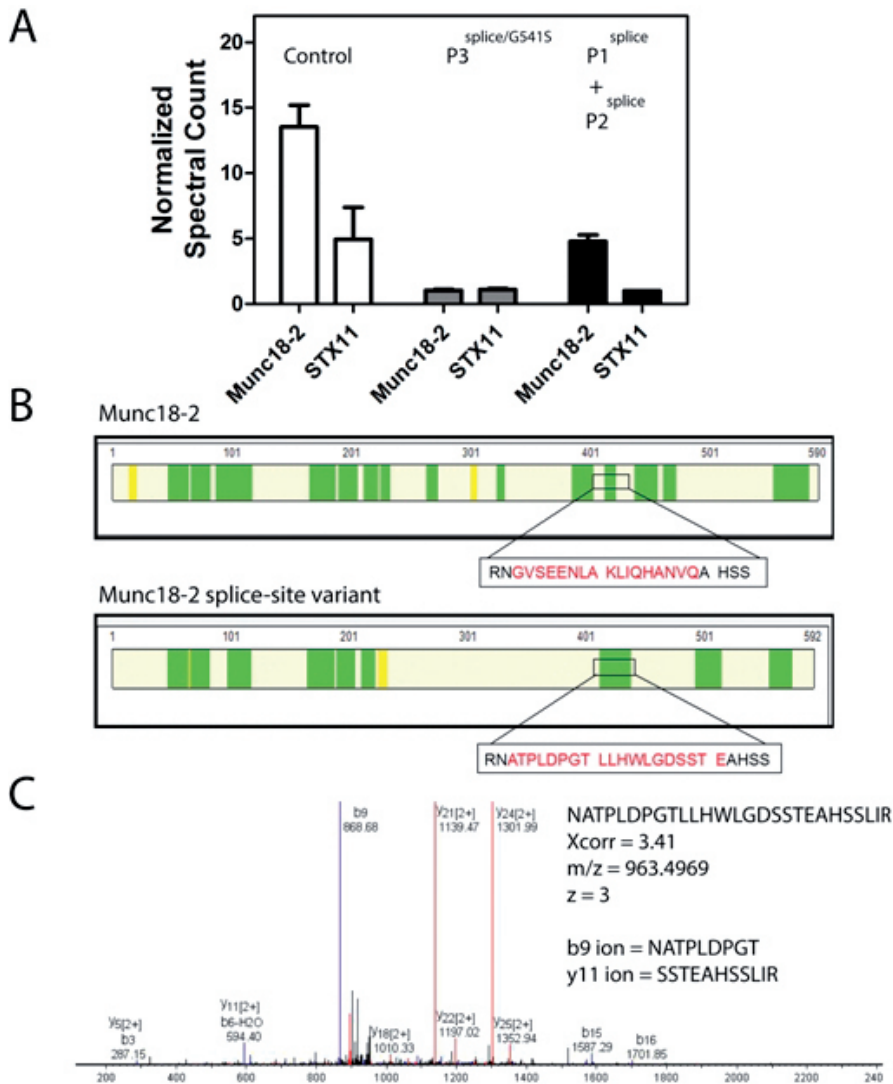 A
Normalized
Spectral Count
20
15
10
5
0
Control
P3 splice/G541S
P1 splice
+
P2 splice
Munc18-2
STX11
Munc18-2
STX11
Munc18-2
STX11
B
Munc18-2
1 101 201 301 401 501 590
RNGVSEENLA KLIQHANVQA HSS
Munc18-2 splice-site variant
1 101 201 301 401 501 592
RNATPLDPGT LLHWLGDSST EAHSS
C
b9
868.68
y21[2+]
1139.47
y24[2+]
1301.99
NATPLDPGTLLHWLGDSSTEAHSSLIR
Xcorr = 3.41
m/z = 963.4969
z = 3
b9 ion = NATPLDPGT
y11 ion = SSTEAHSSLIR
y5[2+]
b3
287.15
y11[2+]
b6-H2O
594.40
y18[2+]
1010.33
y22[2+]
1197.02
y25[2+]
1352.94
b15
1587.29
b16
1701.85
200 400 600 800 1000 1200 1400 1600 1800 2000 2200 240